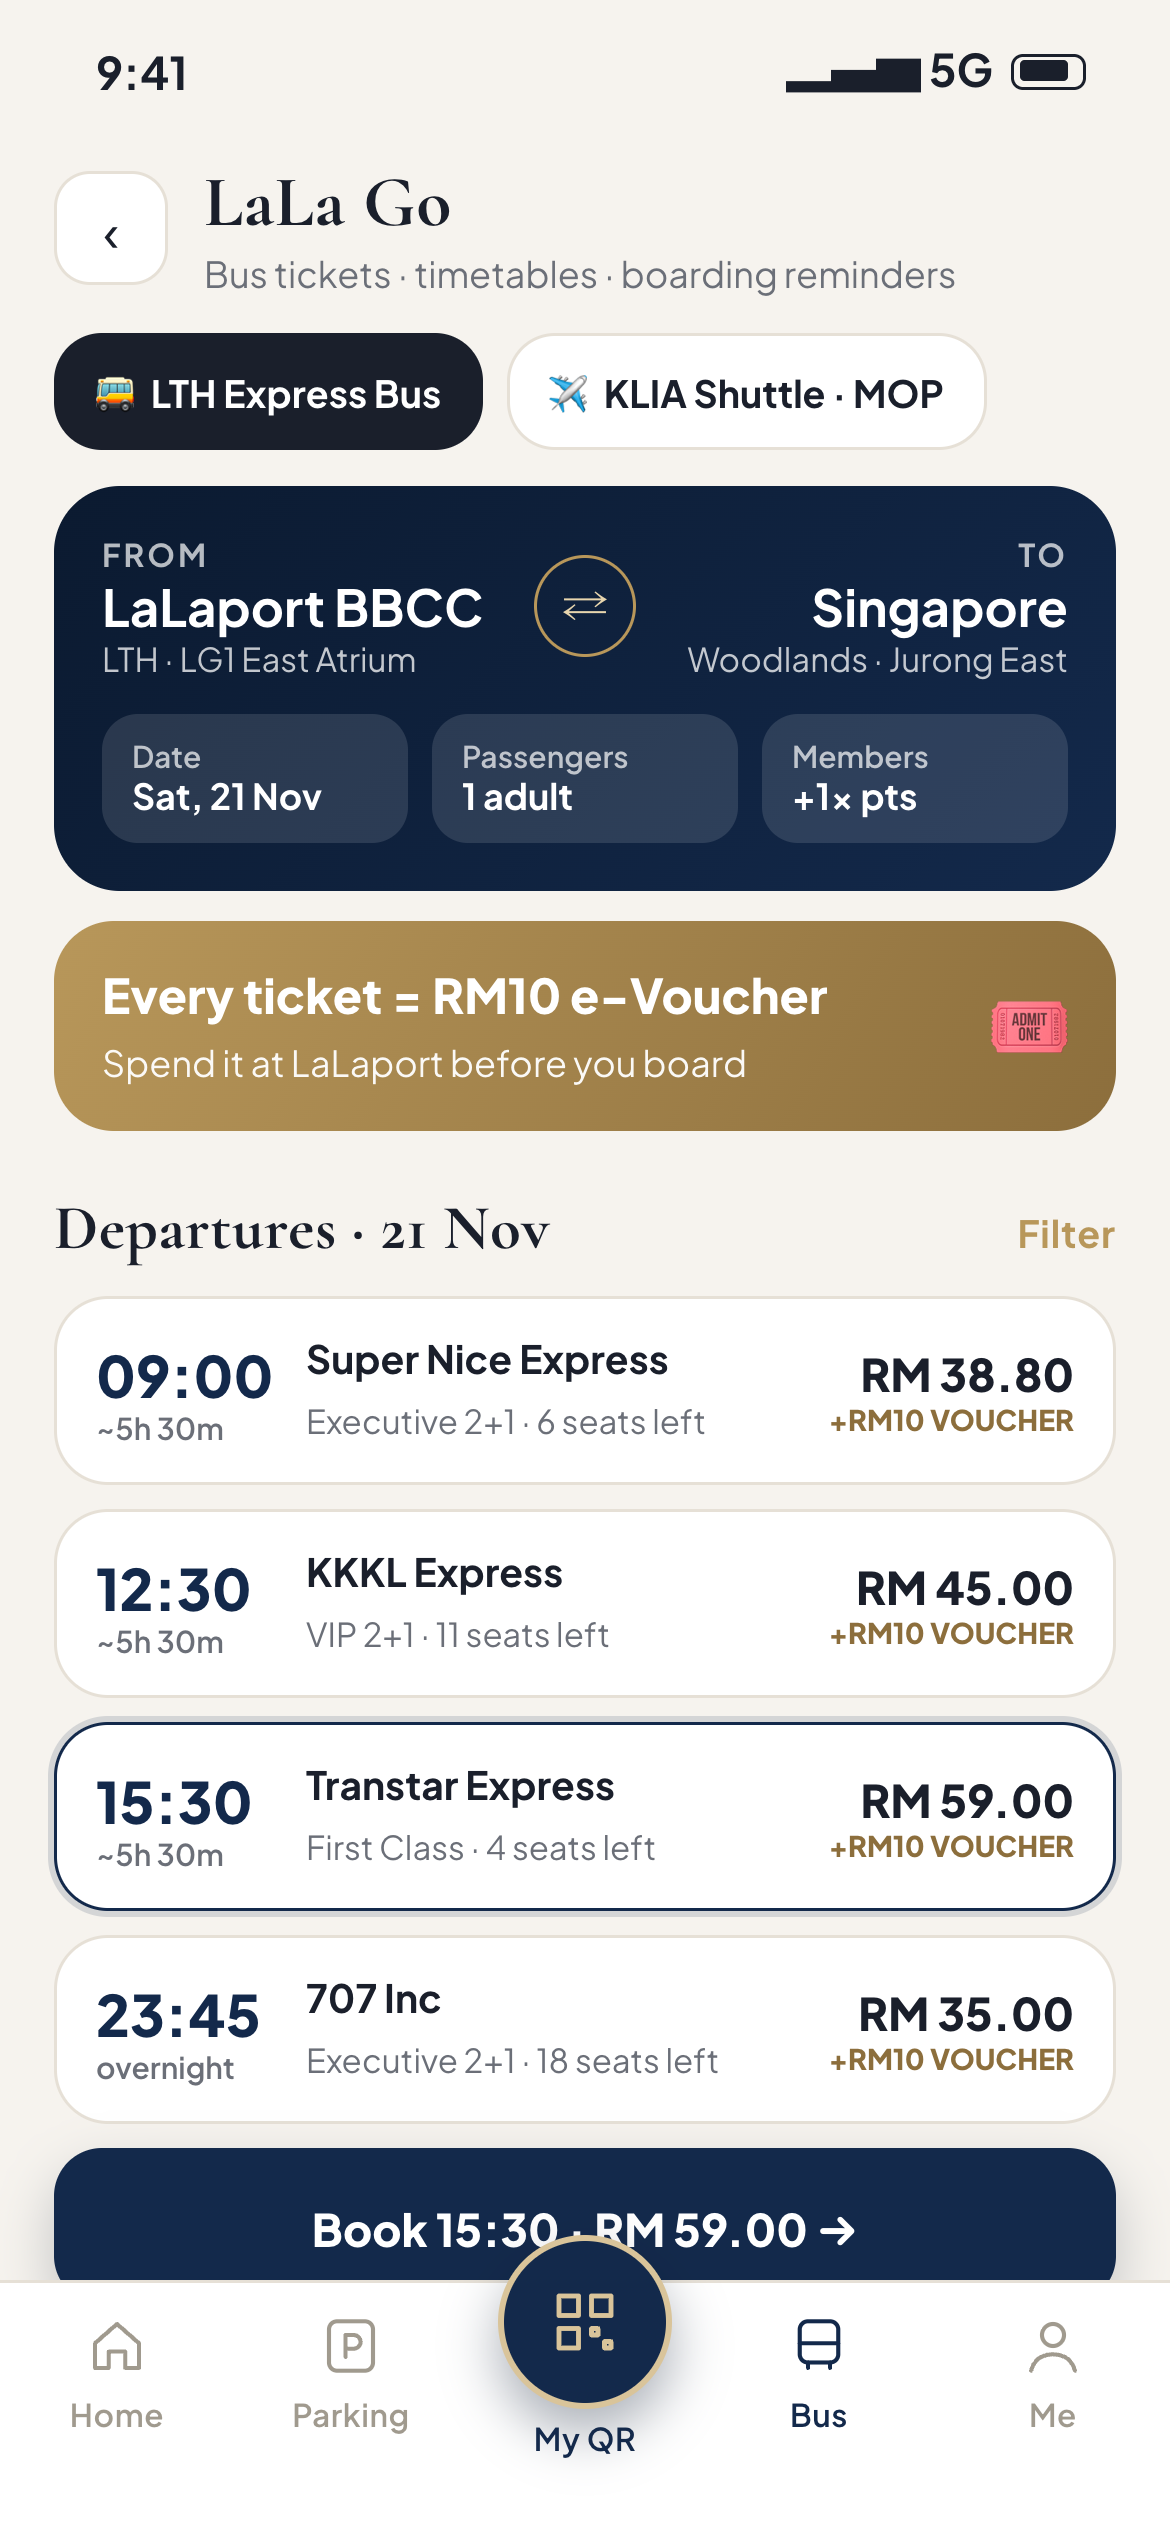 9:41
5G
‹
LaLa Go
Bus tickets · timetables · boarding reminders
LTH Express Bus
KLIA Shuttle · MOP
FROM
TO
LaLaport BBCC
Singapore
LTH · LG1 East Atrium
Woodlands · Jurong East
Date
Passengers
Members
Sat, 21 Nov
1 adult
+1× pts
Every ticket = RM10 e-Voucher
Spend it at LaLaport before you board
ADMIT
ONE
Departures · 21 Nov
Filter
09:00
Super Nice Express
RM 38.80
~5h 30m
Executive 2+1 · 6 seats left
+RM10 VOUCHER
12:30
KKKL Express
RM 45.00
~5h 30m
VIP 2+1 · 11 seats left
+RM10 VOUCHER
15:30
Transtar Express
RM 59.00
~5h 30m
First Class · 4 seats left
+RM10 VOUCHER
23:45
707 Inc
RM 35.00
overnight
Executive 2+1 · 18 seats left
+RM10 VOUCHER
Book 15:30 · RM 59.00 →
P
Home
Parking
My QR
Bus
Me